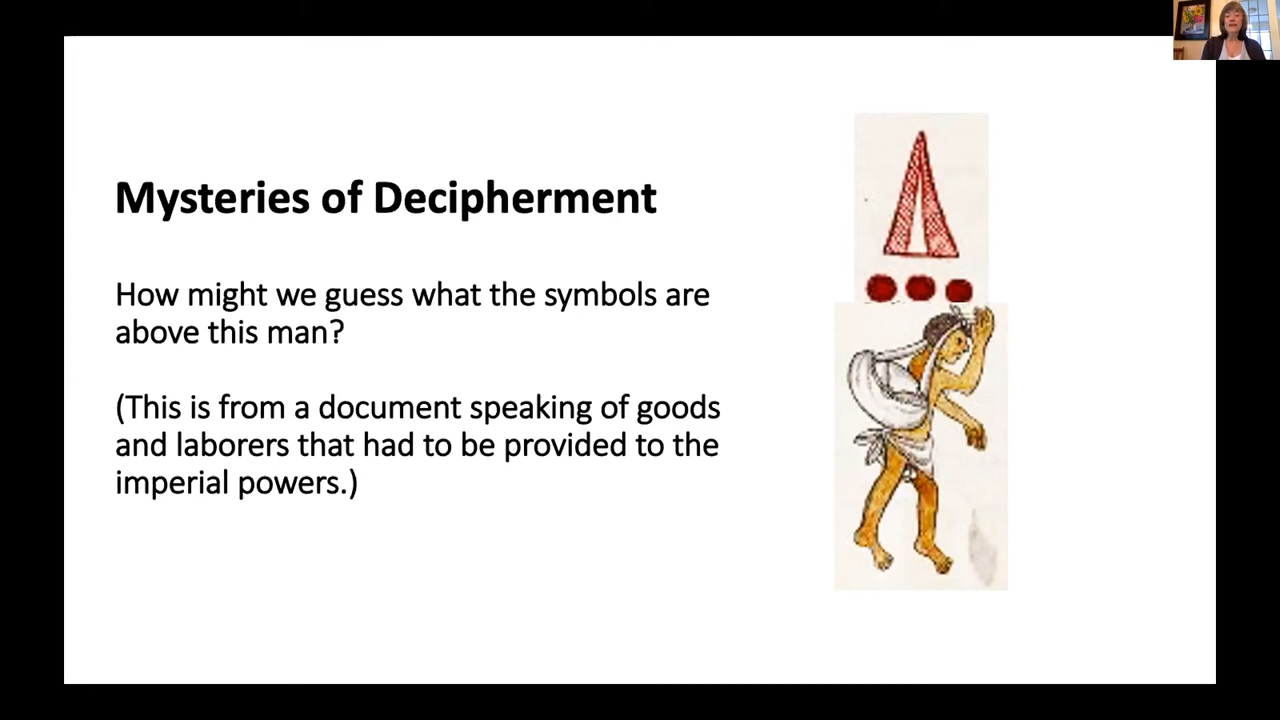 Mysteries of Decipherment
How might we guess what the symbols are
above this man?
(This is from a document speaking of goods
and laborers that had to be provided to the
imperial powers.)